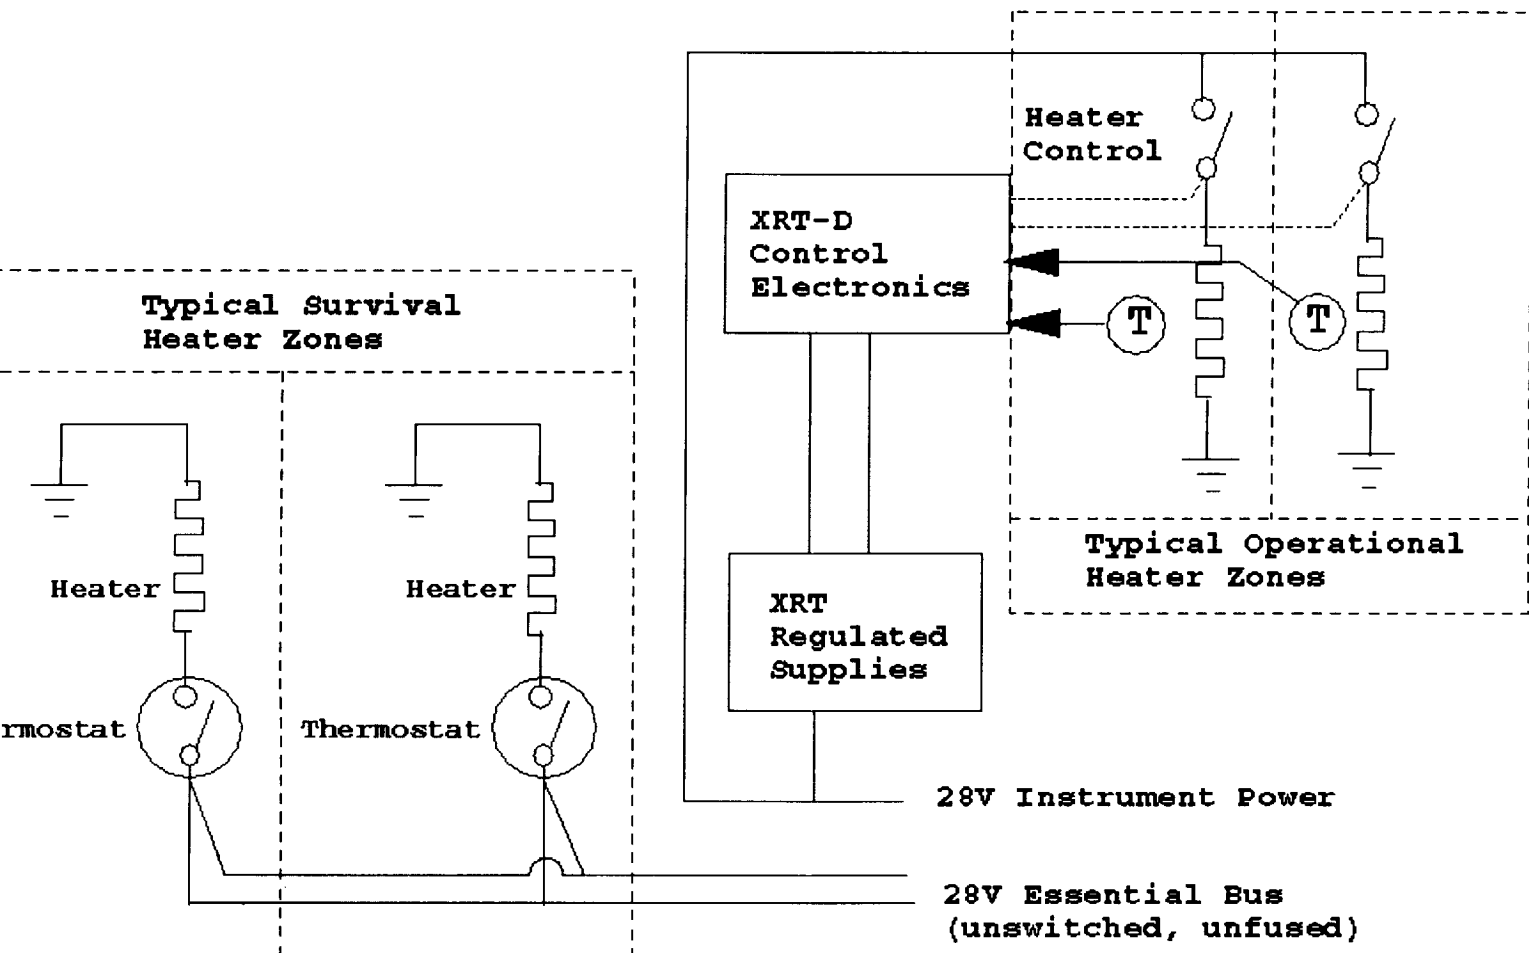 Heater
Control
XRT-D
Control
Electronics
T
T
Typical Survival
Heater Zones
Typical Operational
Heater Zones
Heater
Heater
XRT
Regulated
Supplies
rmostat
Thermostat
28V Instrument Power
28V Essential Bus
(unswitched, unfused)